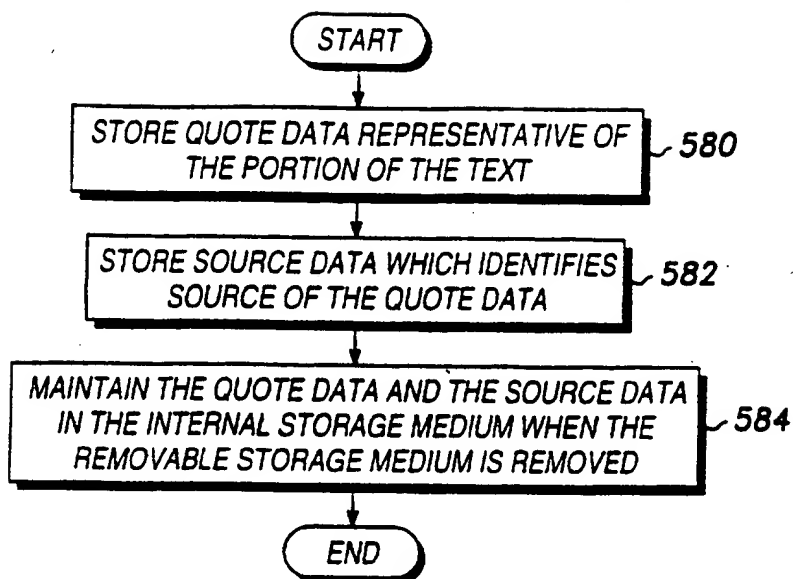 START
STORE QUOTE DATA REPRESENTATIVE OF
THE PORTION OF THE TEXT
580
STORE SOURCE DATA WHICH IDENTIFIES
SOURCE OF THE QUOTE DATA
582
MAINTAIN THE QUOTE DATA AND THE SOURCE DATA
IN THE INTERNAL STORAGE MEDIUM WHEN THE
REMOVABLE STORAGE MEDIUM IS REMOVED
584
END